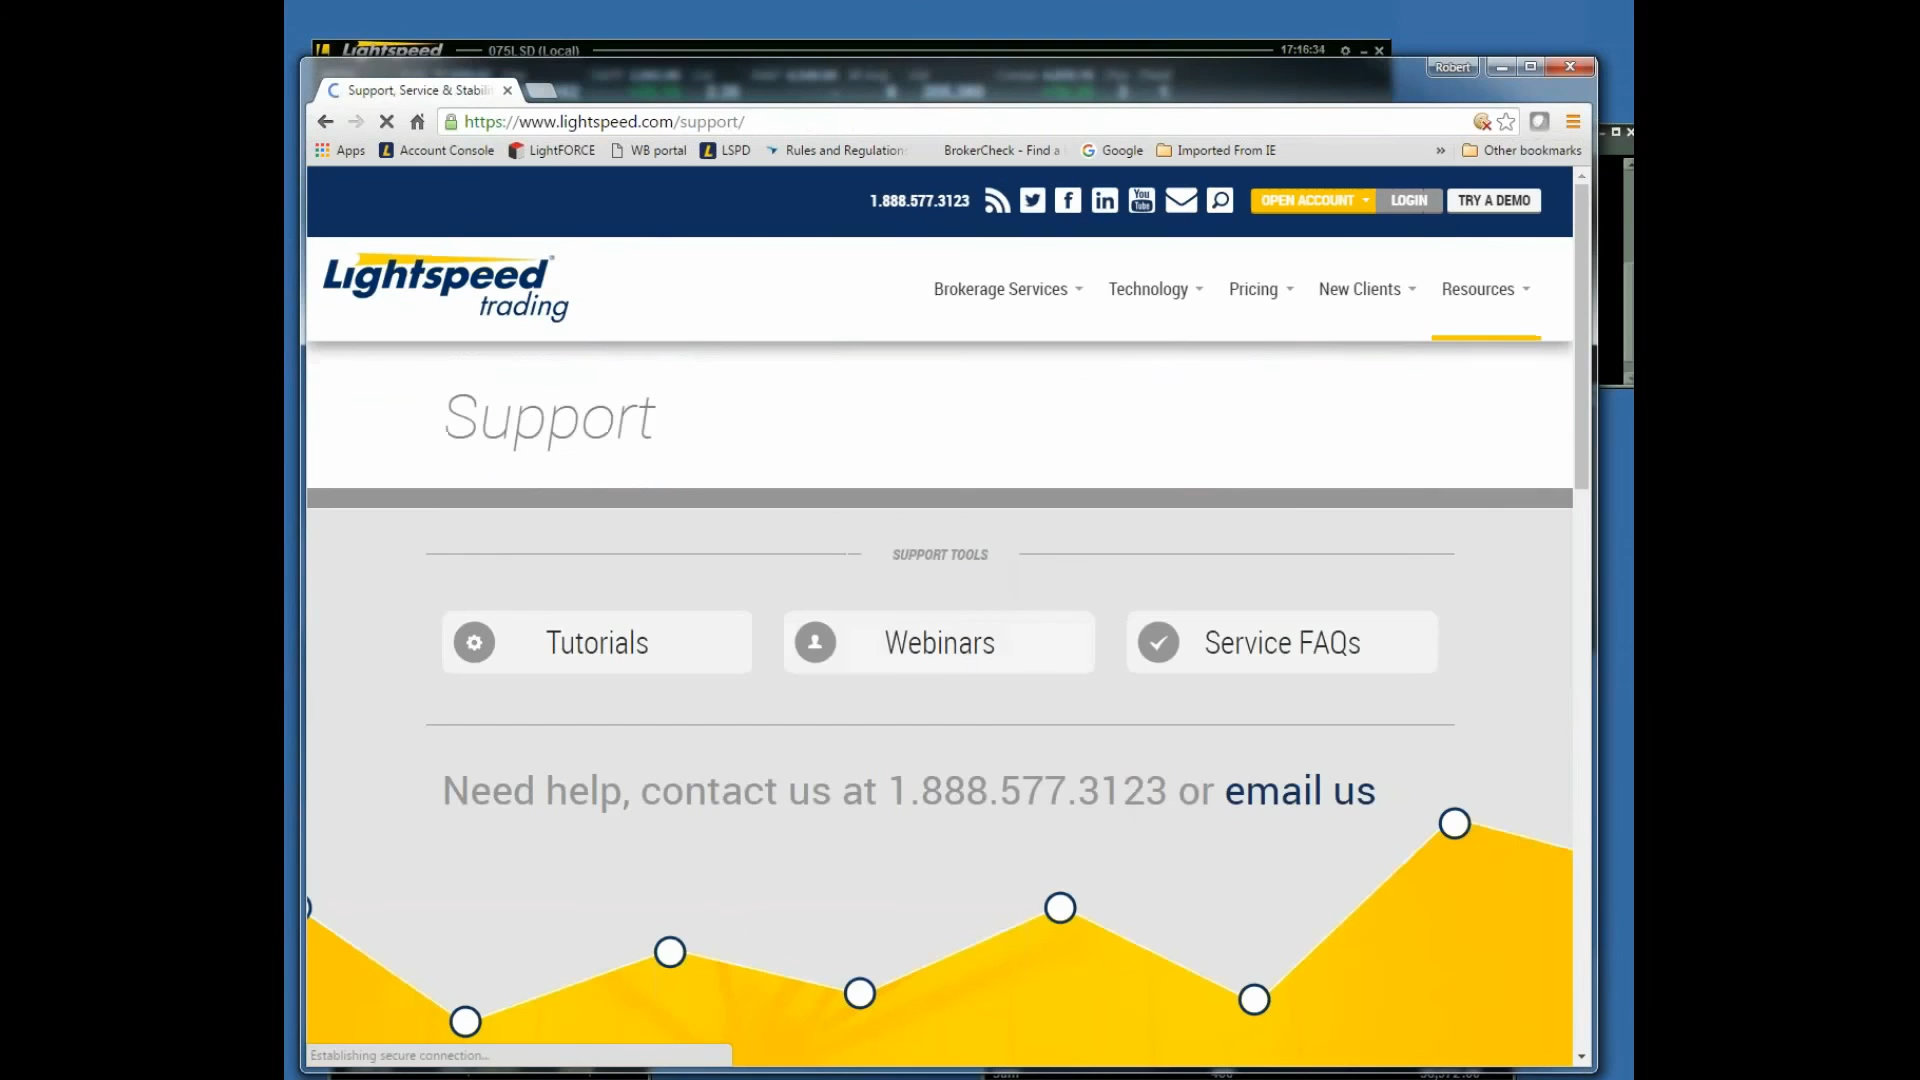 Lightspeed 075LSD (Local) 17:16:34
Robert
Support, Service & Stabili
https://www.lightspeed.com/support/
Apps Account Console LightFORCE WB portal LSPD Rules and Regulation BrokerCheck - Find a Google Imported From IE » Other bookmarks
1.888.577.3123 You Tube OPEN ACCOUNT LOGIN TRY A DEMO
Lightspeed
trading
Brokerage Services Technology Pricing New Clients Resources
Support
SUPPORT TOOLS
Tutorials Webinars Service FAQs
Need help, contact us at 1.888.577.3123 or email us
Establishing secure connection...